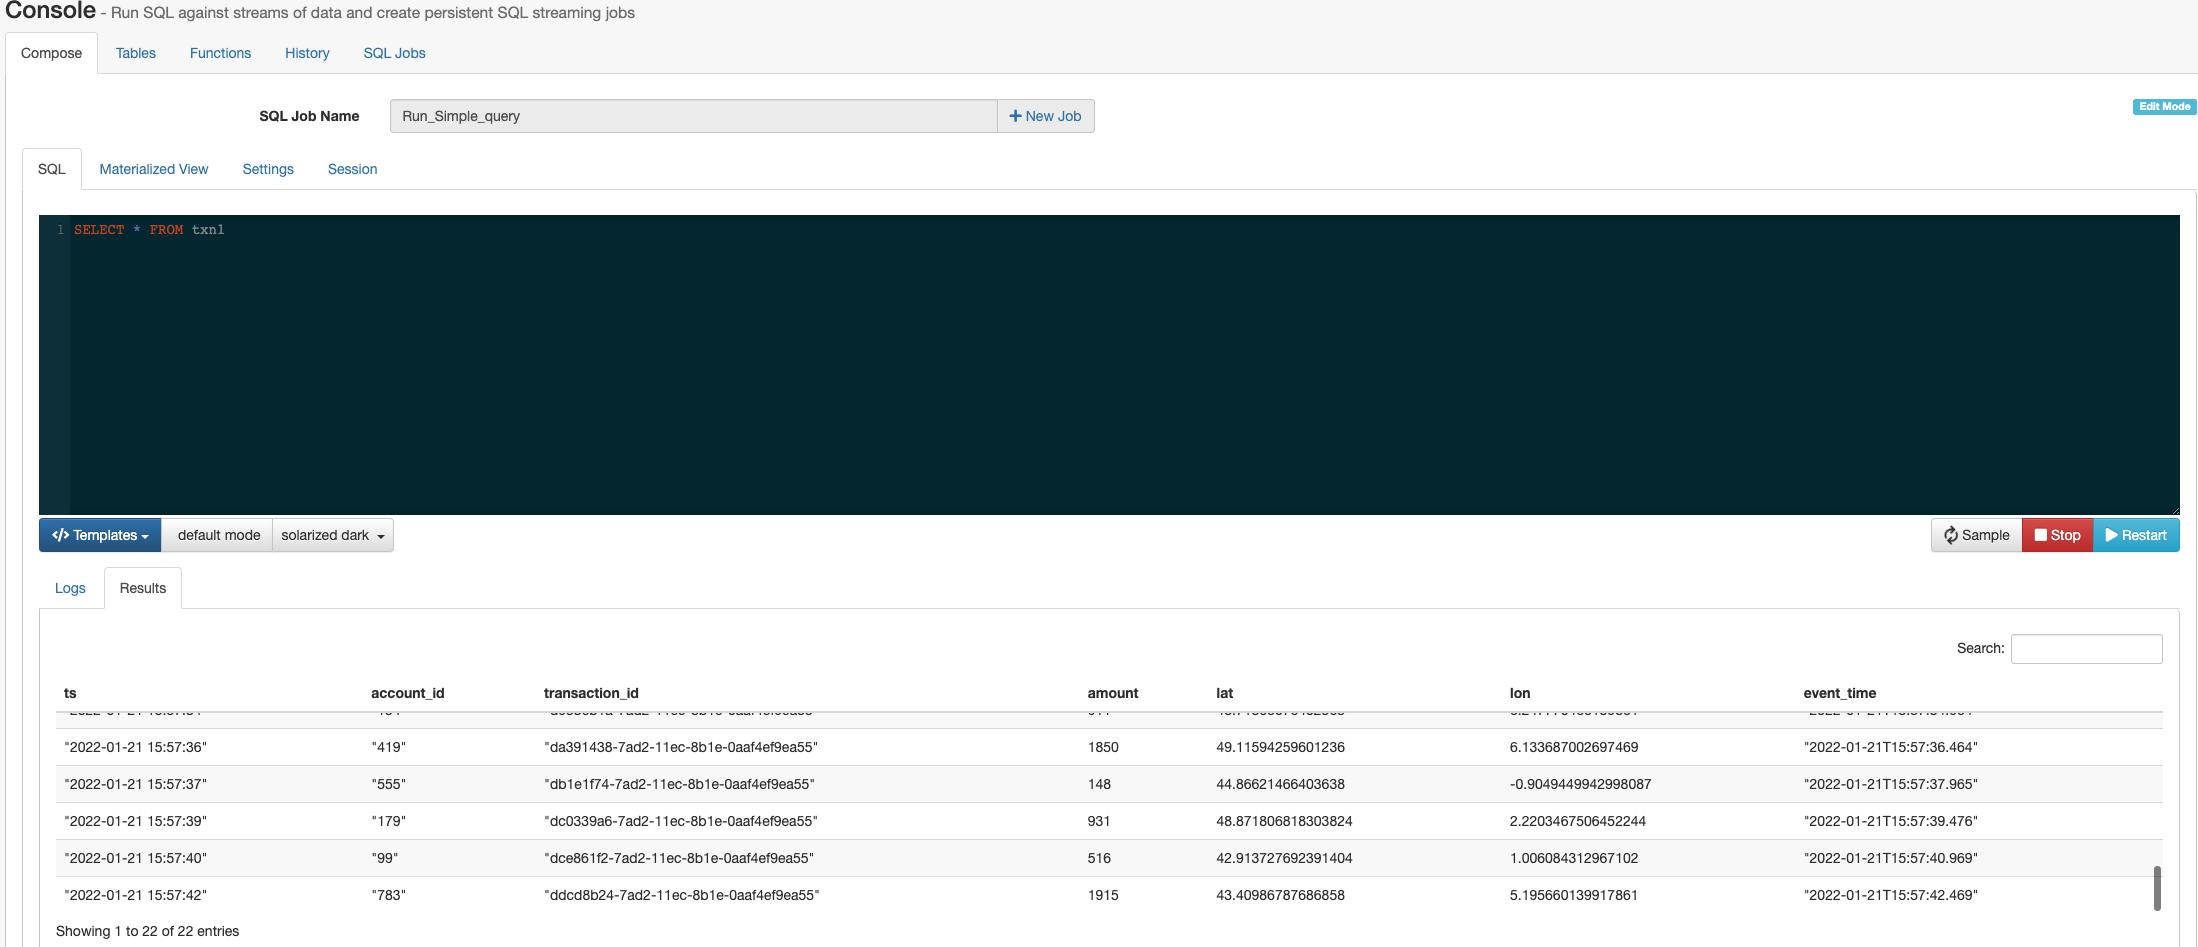 Console - Run SQL against streams of data and create persistent SQL streaming jobs
Compose Tables Functions History SQL Jobs
SQL Job Name Run_Simple_query + New Job Edit Mode
SQL Materialized View Settings Session
1 SELECT * FROM txn1
</> Templates default mode solarized dark Sample Stop Restart
Logs Results
Search:
ts account_id transaction_id amount lat lon event_time
"2022-01-21 15:57:36" "419" "da391438-7ad2-11ec-8b1e-0aaf4ef9ea55" 1850 49.11594259601236 6.133687002697469 "2022-01-21T15:57:36.464"
"2022-01-21 15:57:37" "555" "db1e1f74-7ad2-11ec-8b1e-0aaf4ef9ea55" 148 44.86621466403638 -0.9049449942998087 "2022-01-21T15:57:37.965"
"2022-01-21 15:57:39" "179" "dc0339a6-7ad2-11ec-8b1e-0aaf4ef9ea55" 931 48.871806818303824 2.2203467506452244 "2022-01-21T15:57:39.476"
"2022-01-21 15:57:40" "99" "dce861f2-7ad2-11ec-8b1e-0aaf4ef9ea55" 516 42.913727692391404 1.006084312967102 "2022-01-21T15:57:40.969"
"2022-01-21 15:57:42" "783" "ddcd8b24-7ad2-11ec-8b1e-0aaf4ef9ea55" 1915 43.40986787686858 5.195660139917861 "2022-01-21T15:57:42.469"
Showing 1 to 22 of 22 entries